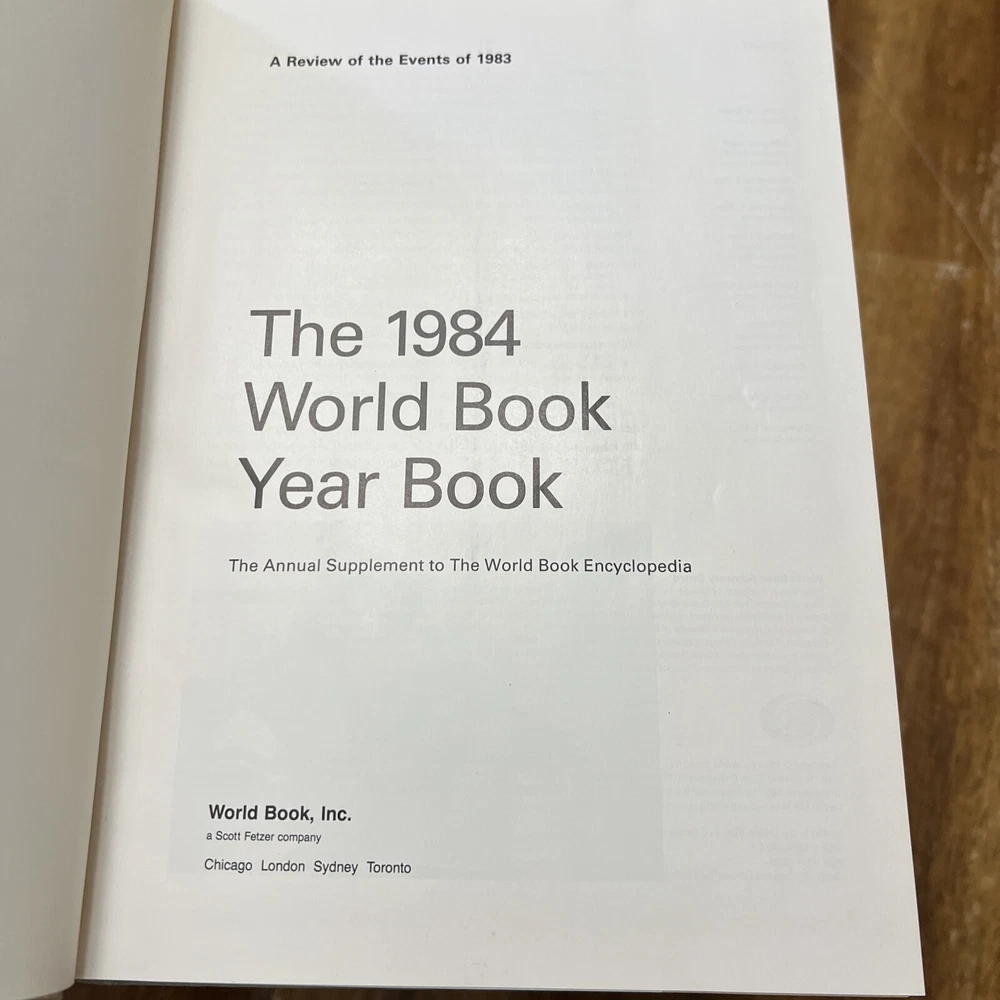 A Review of the Events of 1983
The 1984
World Book
Year Book
The Annual Supplement to The World Book Encyclopedia
World Book, Inc.
a Scott Fetzer company
Chicago London Sydney Toronto